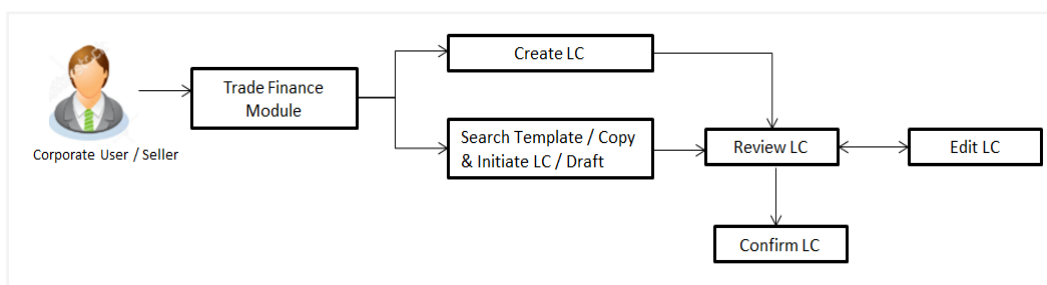 Create LC
Trade Finance
Module
Search Template / Copy
& Initiate LC / Draft
Review LC
Edit LC
Corporate User / Seller
Confirm LC